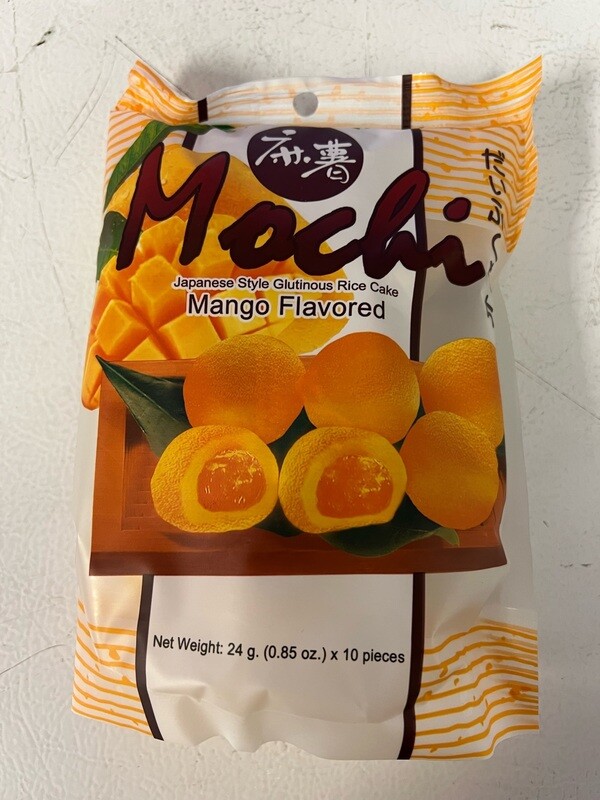 麻薯
Mochi
Japanese Style Glutinous Rice Cake
Mango Flavored
Net Weight: 24 g. (0.85 oz.) x 10 pieces